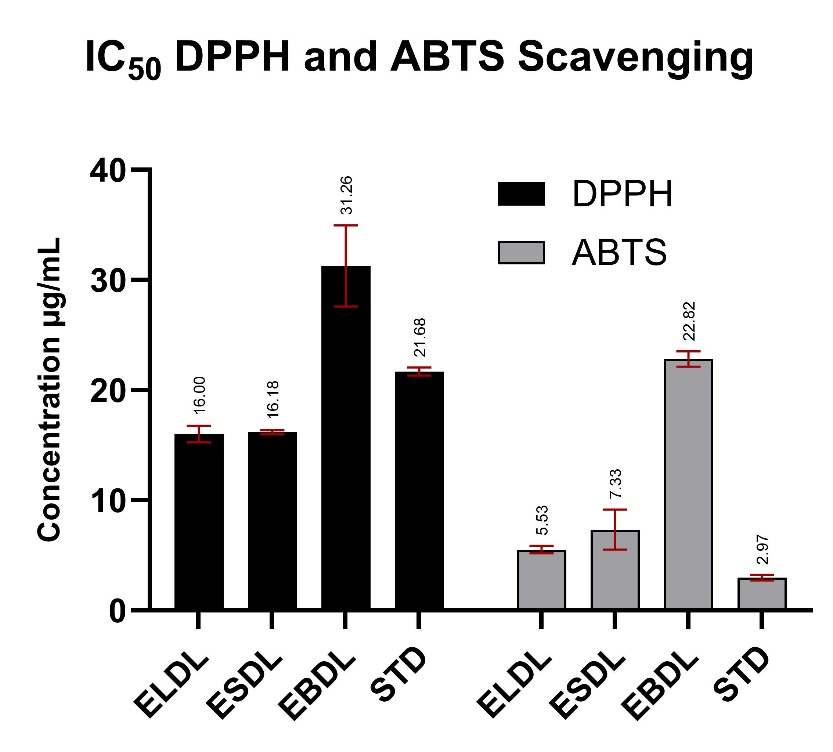 IC50 DPPH and ABTS Scavenging
Concentration µg/mL
40
30
20
10
0
16.00
16.18
31.26
21.68
5.53
7.33
22.82
2.97
DPPH
ABTS
ELDL
ESDL
EBDL
STD
ELDL
ESDL
EBDL
STD